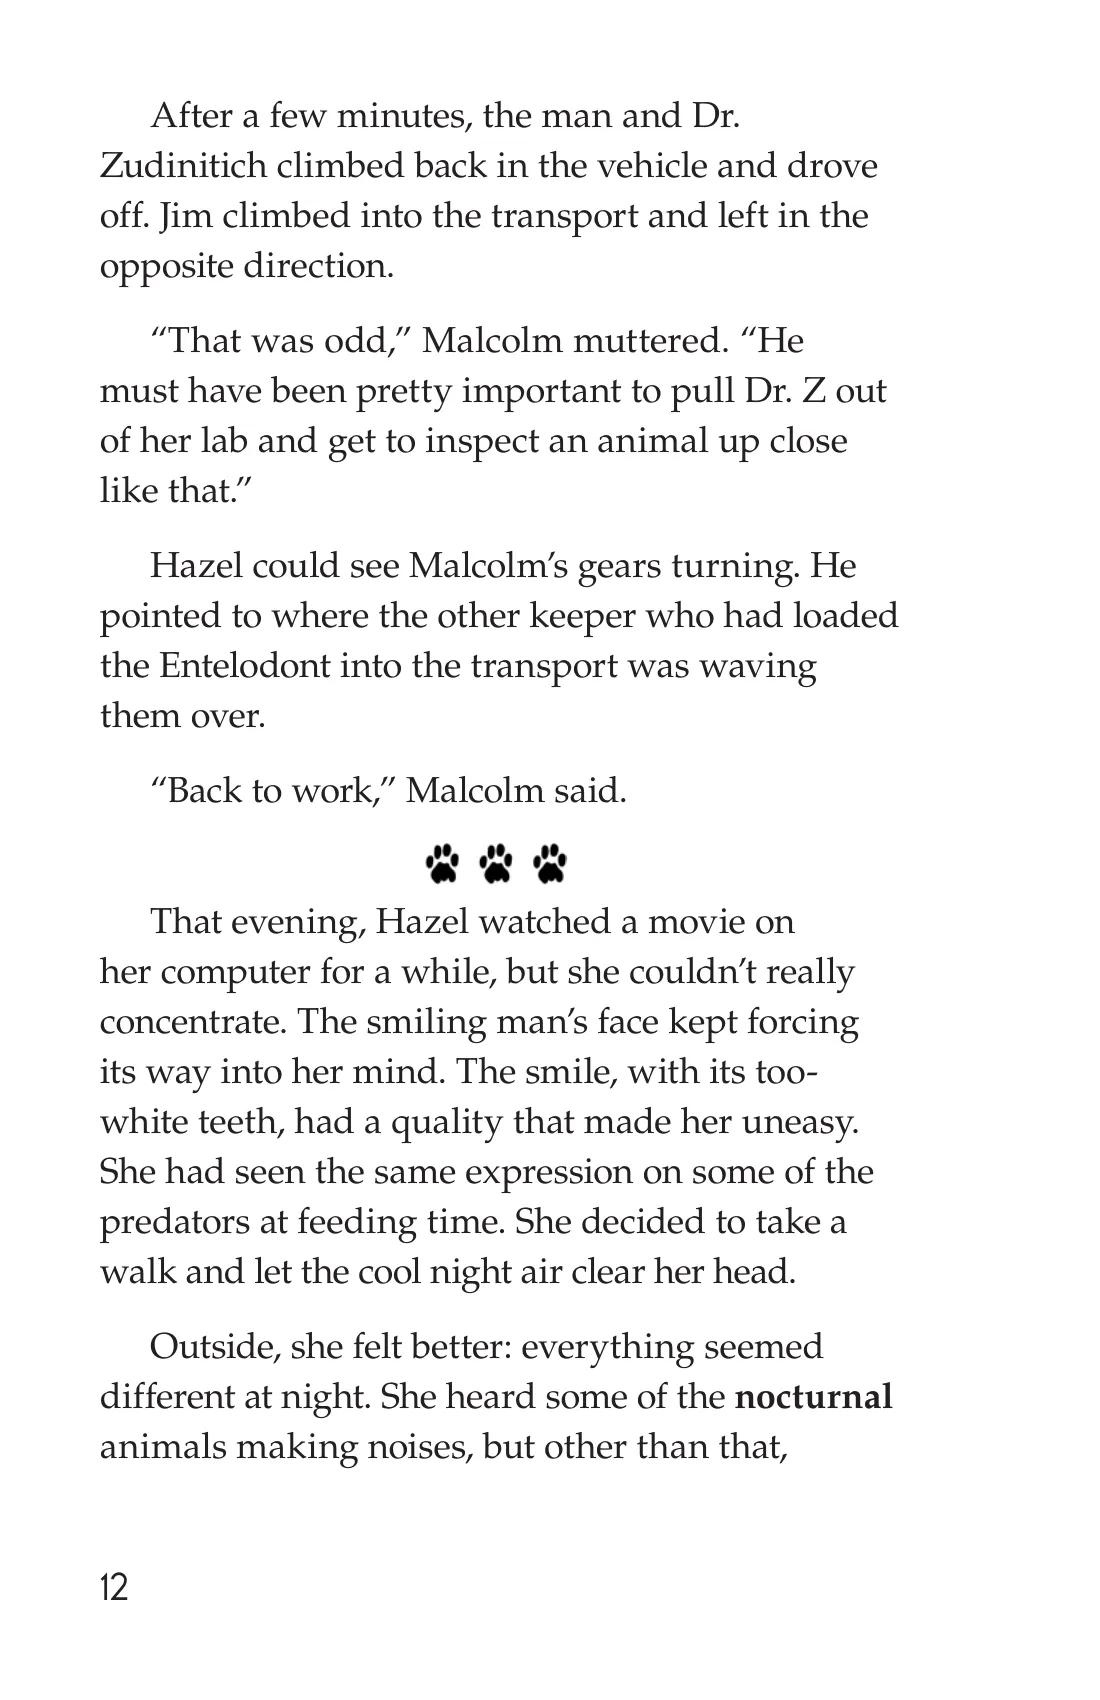 After a few minutes, the man and Dr.
Zudinitich climbed back in the vehicle and drove
off. Jim climbed into the transport and left in the
opposite direction.
“That was odd,” Malcolm muttered. “He
must have been pretty important to pull Dr. Z out
of her lab and get to inspect an animal up close
like that.”
Hazel could see Malcolm’s gears turning. He
pointed to where the other keeper who had loaded
the Entelodont into the transport was waving
them over.
“Back to work,” Malcolm said.
That evening, Hazel watched a movie on
her computer for a while, but she couldn’t really
concentrate. The smiling man’s face kept forcing
its way into her mind. The smile, with its too-
white teeth, had a quality that made her uneasy.
She had seen the same expression on some of the
predators at feeding time. She decided to take a
walk and let the cool night air clear her head.
Outside, she felt better: everything seemed
different at night. She heard some of the nocturnal
animals making noises, but other than that,
12